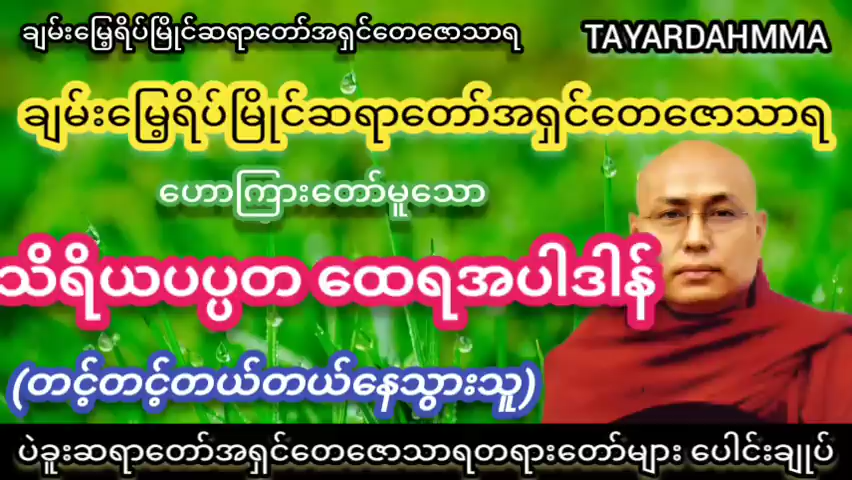 ချမ်းမြေ့ရိပ်မြိုင်ဆရာတော်အရှင်တေဇောသာရ
TAYARDAHMMA
ချမ်းမြေ့ရိပ်မြိုင်ဆရာတော်အရှင်တေဇောသာရ
ဟောကြားတော်မူသော
သိရိယပပ္ပတ ထေရအပါဒါန်
(တင့်တင့်တယ်တယ်နေသွားသူ)
ပဲခူးဆရာတော်အရှင်တေဇောသာရတရားတော်များ ပေါင်းချုပ်